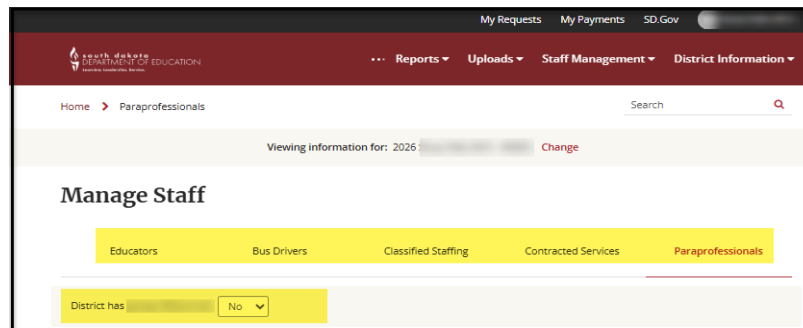 My Requests My Payments SD.Gov
south dakota
DEPARTMENT OF EDUCATION
Learning. Leadership. Service.
··· Reports Uploads Staff Management District Information
Home > Paraprofessionals Search
Viewing information for: 2026 Change
Manage Staff
Educators Bus Drivers Classified Staffing Contracted Services Paraprofessionals
District has No